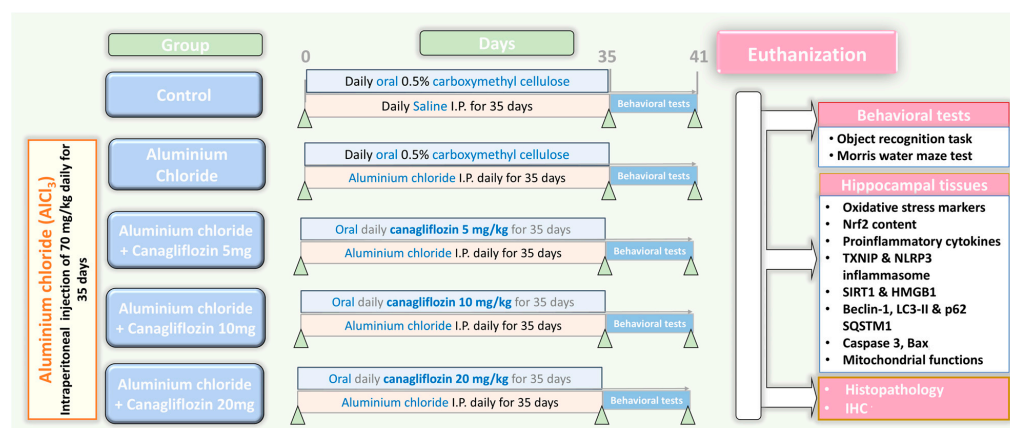 Group
Days
Euthanization
0
35
41
Control
Daily oral 0.5% carboxymethyl cellulose
Daily Saline I.P. for 35 days
Behavioral tests
Aluminium chloride (AlCl3)
Intraperitoneal injection of 70 mg/kg daily for
35 days
Aluminium
Chloride
Daily oral 0.5% carboxymethyl cellulose
Aluminium chloride I.P. daily for 35 days
Behavioral tests
Aluminium chloride
+ Canagliflozin 5mg
Oral daily canagliflozin 5 mg/kg for 35 days
Aluminium chloride I.P. daily for 35 days
Behavioral tests
Aluminium chloride
+ Canagliflozin 10mg
Oral daily canagliflozin 10 mg/kg for 35 days
Aluminium chloride I.P. daily for 35 days
Behavioral tests
Aluminium chloride
+ Canagliflozin 20mg
Oral daily canagliflozin 20 mg/kg for 35 days
Aluminium chloride I.P. daily for 35 days
Behavioral tests
Behavioral tests
• Object recognition task
• Morris water maze test
Hippocampal tissues
• Oxidative stress markers
• Nrf2 content
• Proinflammatory cytokines
• TXNIP & NLRP3
inflammasome
• SIRT1 & HMGB1
• Beclin-1, LC3-II & p62
SQSTM1
• Caspase 3, Bax
• Mitochondrial functions
• Histopathology
• IHC